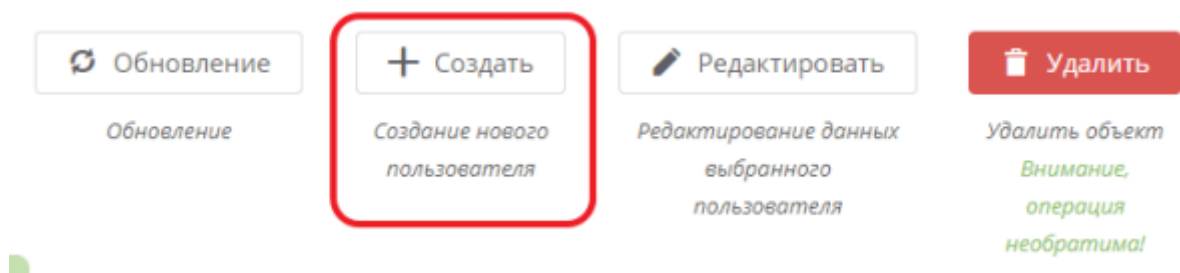 Обновление
Создать
Редактировать
Удалить
Обновление
Создание нового
пользователя
Редактирование данных
выбранного
пользователя
Удалить объект
Внимание,
операция
необратима!